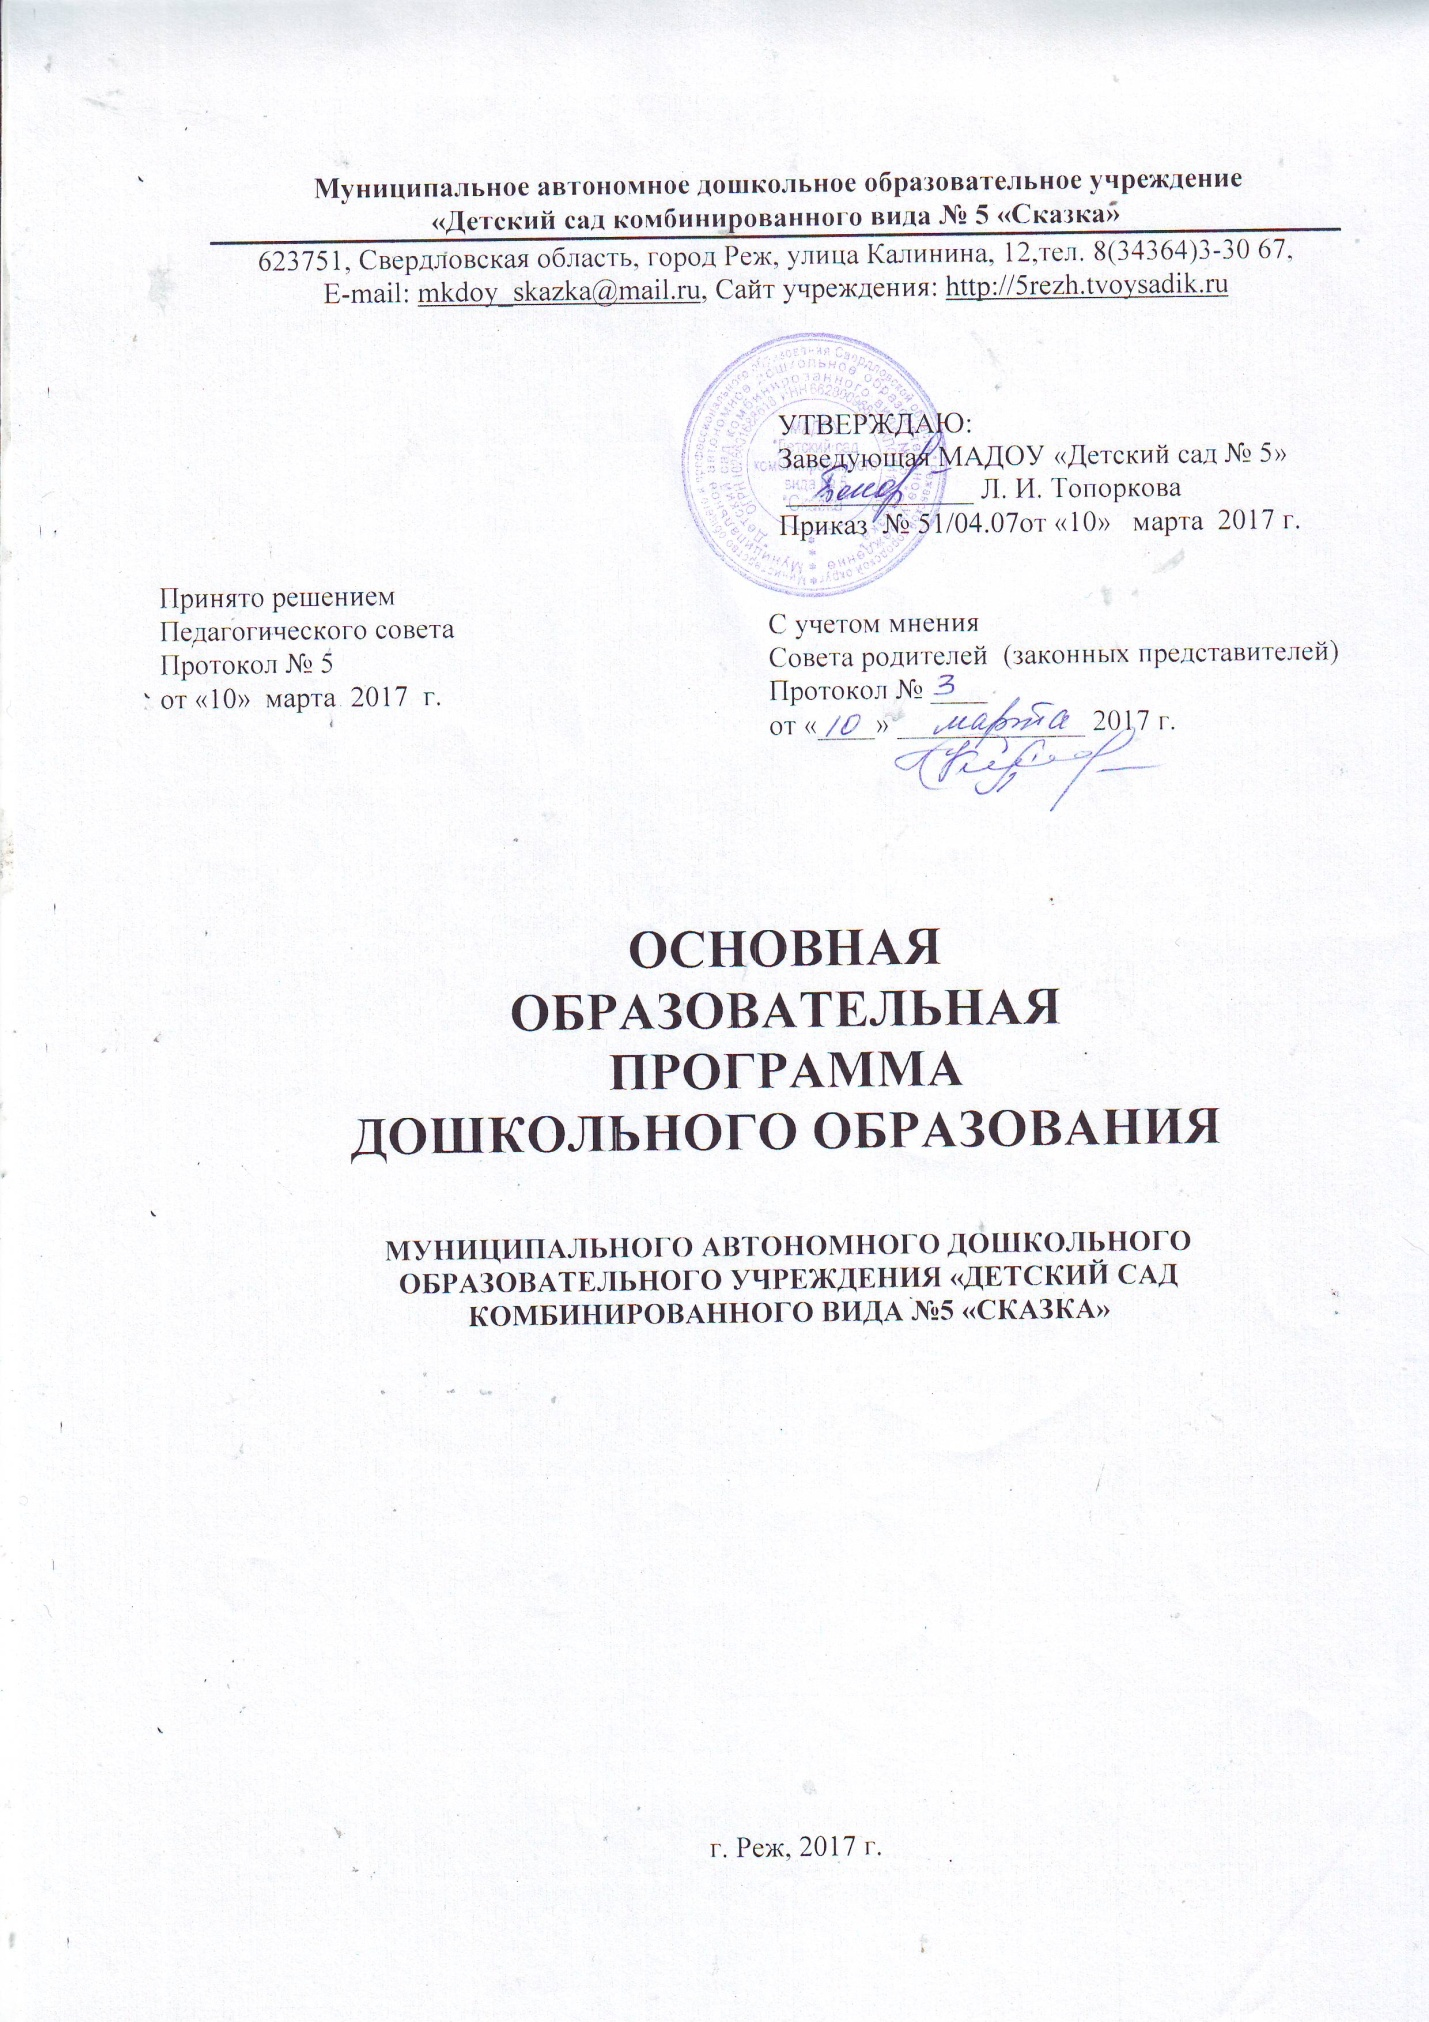 Муниципальное автономное дошкольное образовательное учреждение
«Детский сад комбинированного вида № 5 «Сказка»
623751, Свердловская область, город Реж, улица Калинина, 12,тел. 8(34364)3-30 67,
E-mail: mkdoy_skazka@mail.ru, Сайт учреждения: http://5rezh.tvoysadik.ru
УТВЕРЖДАЮ:
Заведующая МАДОУ «Детский сад № 5»
Л. И. Топоркова
Приказ № 51/04.07от «10» марта 2017 г.
Принято решением
Педагогического совета
Протокол № 5
от «10» марта 2017 г.
С учетом мнения
Совета родителей (законных представителей)
Протокол № 3
от «10» марта 2017 г.
ОСНОВНАЯ
ОБРАЗОВАТЕЛЬНАЯ
ПРОГРАММА
ДОШКОЛЬНОГО ОБРАЗОВАНИЯ
МУНИЦИПАЛЬНОГО АВТОНОМНОГО ДОШКОЛЬНОГО
ОБРАЗОВАТЕЛЬНОГО УЧРЕЖДЕНИЯ «ДЕТСКИЙ САД
КОМБИНИРОВАННОГО ВИДА №5 «СКАЗКА»
г. Реж, 2017 г.